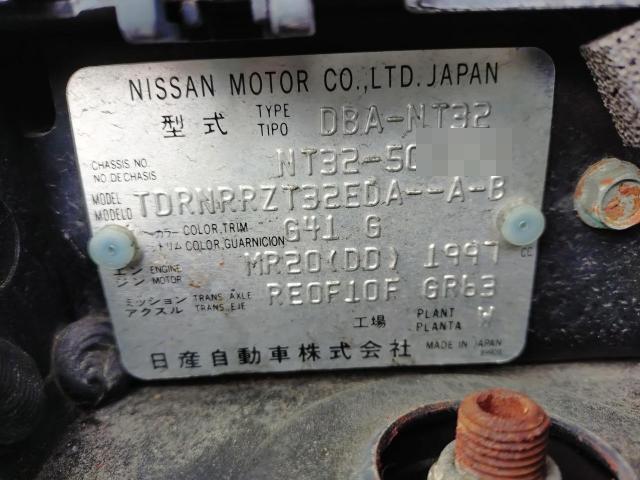 NISSAN MOTOR CO.,LTD. JAPAN
型式 TYPE TIPO DBA-NT32
CHASSIS NO. NO.DECHASIS NT32-50
MODEL MODELO TDRNRRZT32EDA--A-B
カラー COLOR,TRIM トリム COLOR,GUARNICION G41 G
エンジン ENGINE MOTOR MR20(DD) 1997 CC
ミッション アクスル TRANS. AXLE TRANS. EJE RE0F10F GR63
工場 PLANT PLANTA W
日産自動車株式会社 MADE IN JAPAN